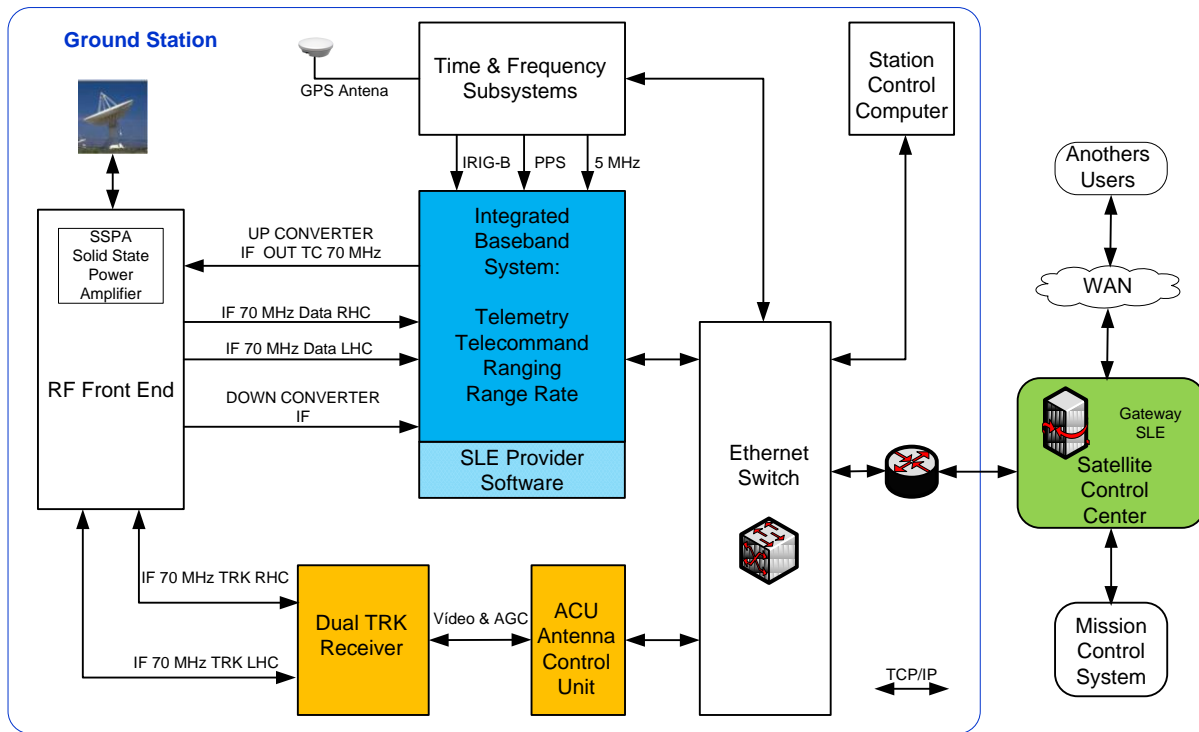 Ground Station
GPS Antena
Time & Frequency
Subsystems
Station
Control
Computer
IRIG-B
PPS
5 MHz
Anothers
Users
WAN
SSPA
Solid State
Power
Amplifier
RF Front End
UP CONVERTER
IF OUT TC 70 MHz
IF 70 MHz Data RHC
IF 70 MHz Data LHC
DOWN CONVERTER
IF
Integrated
Baseband
System:
Telemetry
Telecommand
Ranging
Range Rate
SLE Provider
Software
Ethernet
Switch
Gateway
SLE
Satellite
Control
Center
IF 70 MHz TRK RHC
IF 70 MHz TRK LHC
Dual TRK
Receiver
Vídeo & AGC
ACU
Antenna
Control
Unit
TCP/IP
Mission
Control
System